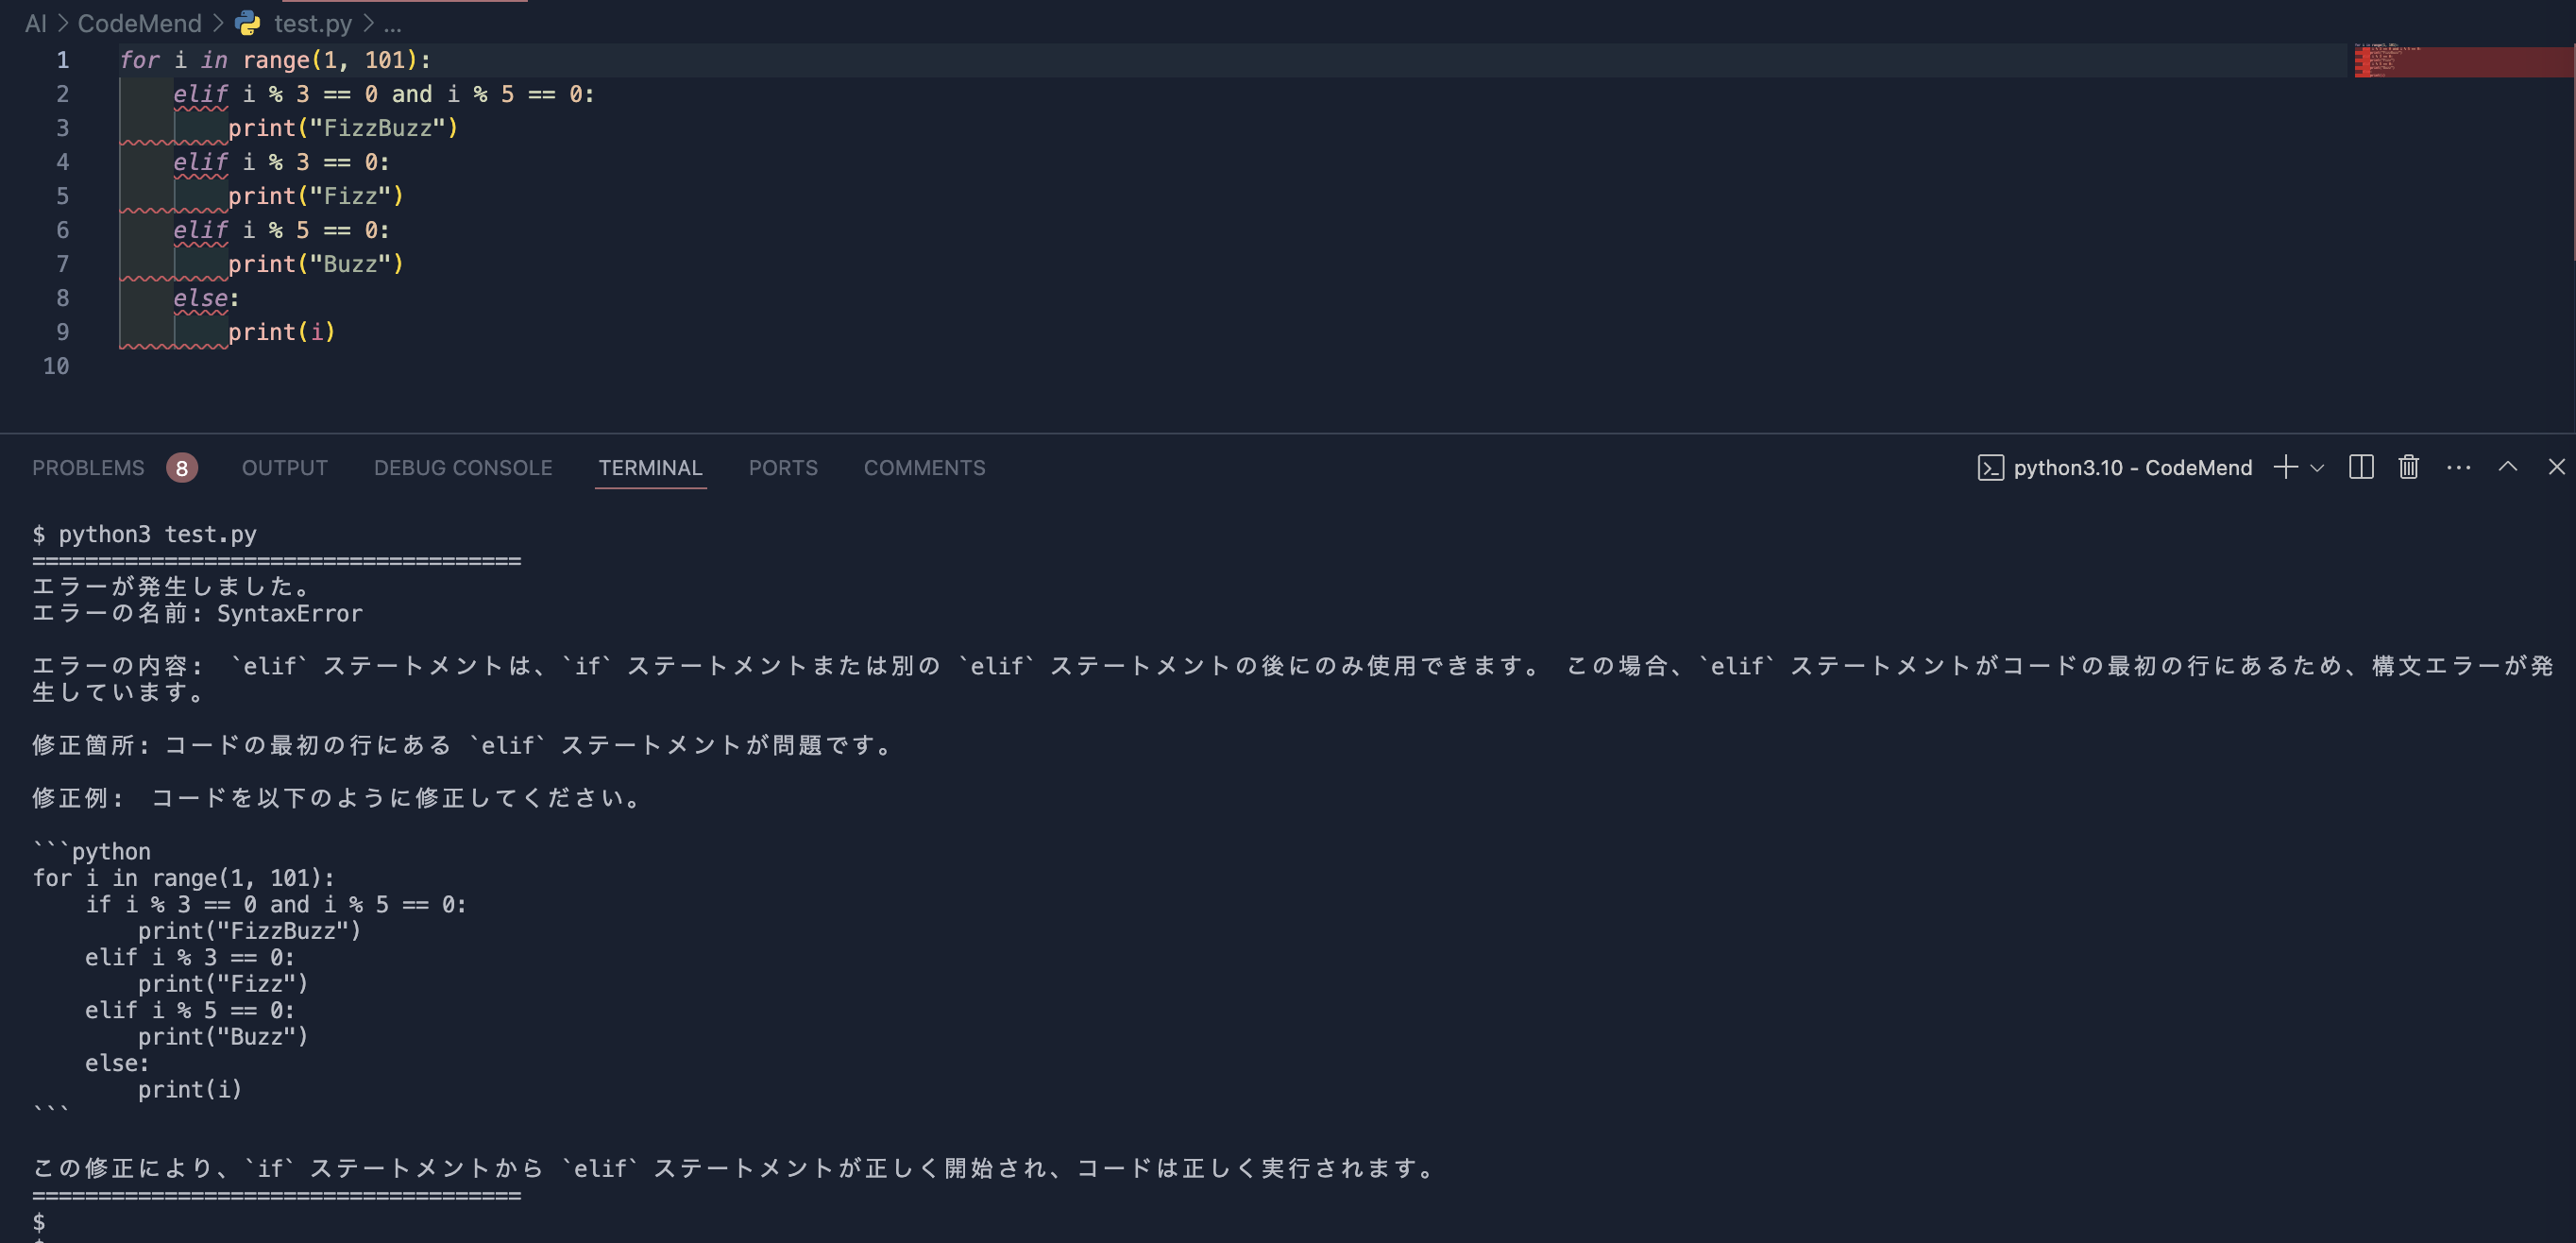 AI > CodeMend > test.py > ...
1 for i in range(1, 101):
2     elif i % 3 == 0 and i % 5 == 0:
3         print("FizzBuzz")
4     elif i % 3 == 0:
5         print("Fizz")
6     elif i % 5 == 0:
7         print("Buzz")
8     else:
9         print(i)
10
PROBLEMS 8 OUTPUT DEBUG CONSOLE TERMINAL PORTS COMMENTS python3.10 - CodeMend
$ python3 test.py
=====================================
エラーが発生しました。
エラーの名前: SyntaxError
エラーの内容: `elif` ステートメントは、`if` ステートメントまたは別の `elif` ステートメントの後にのみ使用できます。 この場合、`elif` ステートメントがコードの最初の行にあるため、構文エラーが発
生しています。
修正箇所: コードの最初の行にある `elif` ステートメントが問題です。
修正例: コードを以下のように修正してください。
```python
for i in range(1, 101):
    if i % 3 == 0 and i % 5 == 0:
        print("FizzBuzz")
    elif i % 3 == 0:
        print("Fizz")
    elif i % 5 == 0:
        print("Buzz")
    else:
        print(i)
```
この修正により、`if` ステートメントから `elif` ステートメントが正しく開始され、コードは正しく実行されます。
=====================================
$